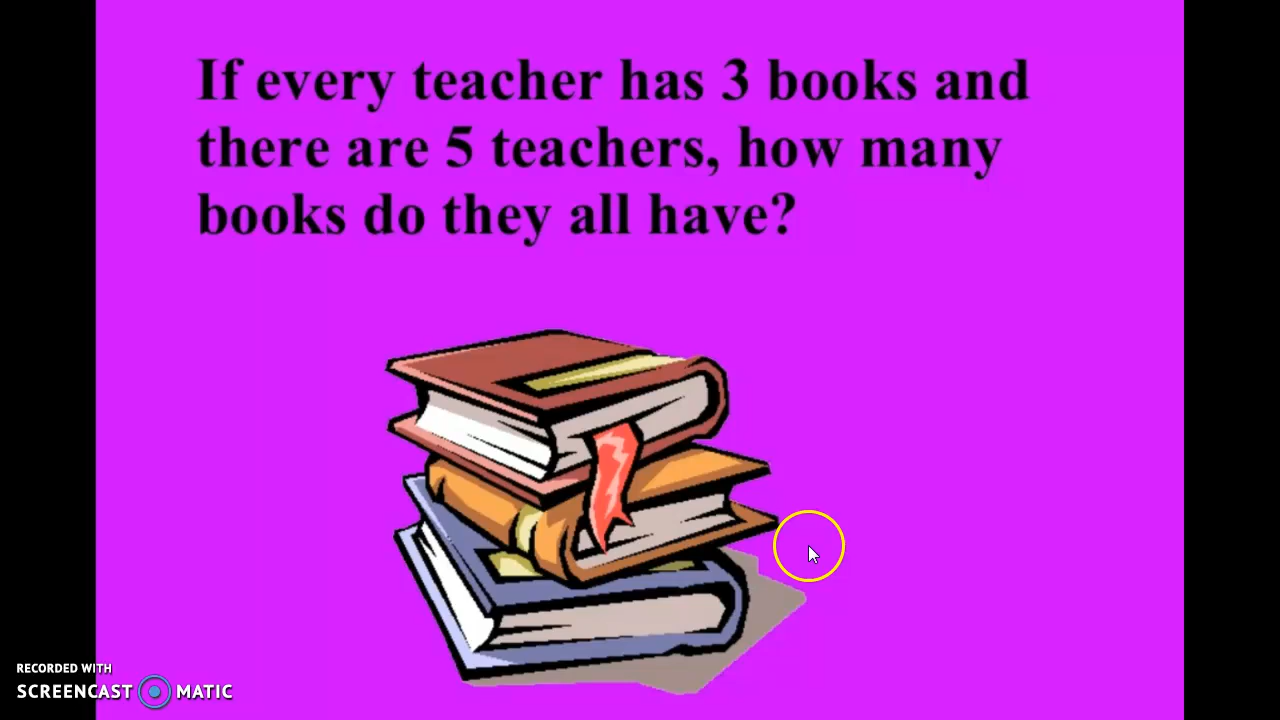 If every teacher has 3 books and
there are 5 teachers, how many
books do they all have?
RECORDED WITH
SCREENCAST MATIC